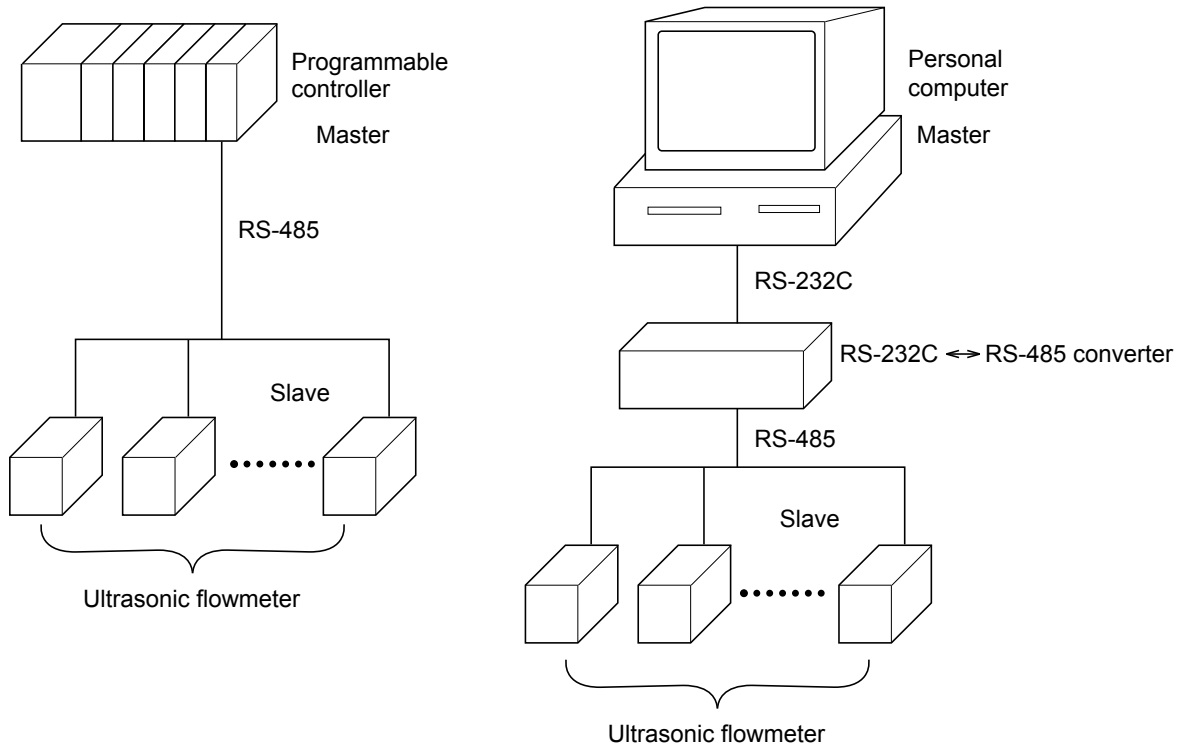 Programmable
controller
Master
RS-485
Slave
Ultrasonic flowmeter
Personal
computer
Master
RS-232C
RS-232C ↔ RS-485 converter
RS-485
Slave
Ultrasonic flowmeter